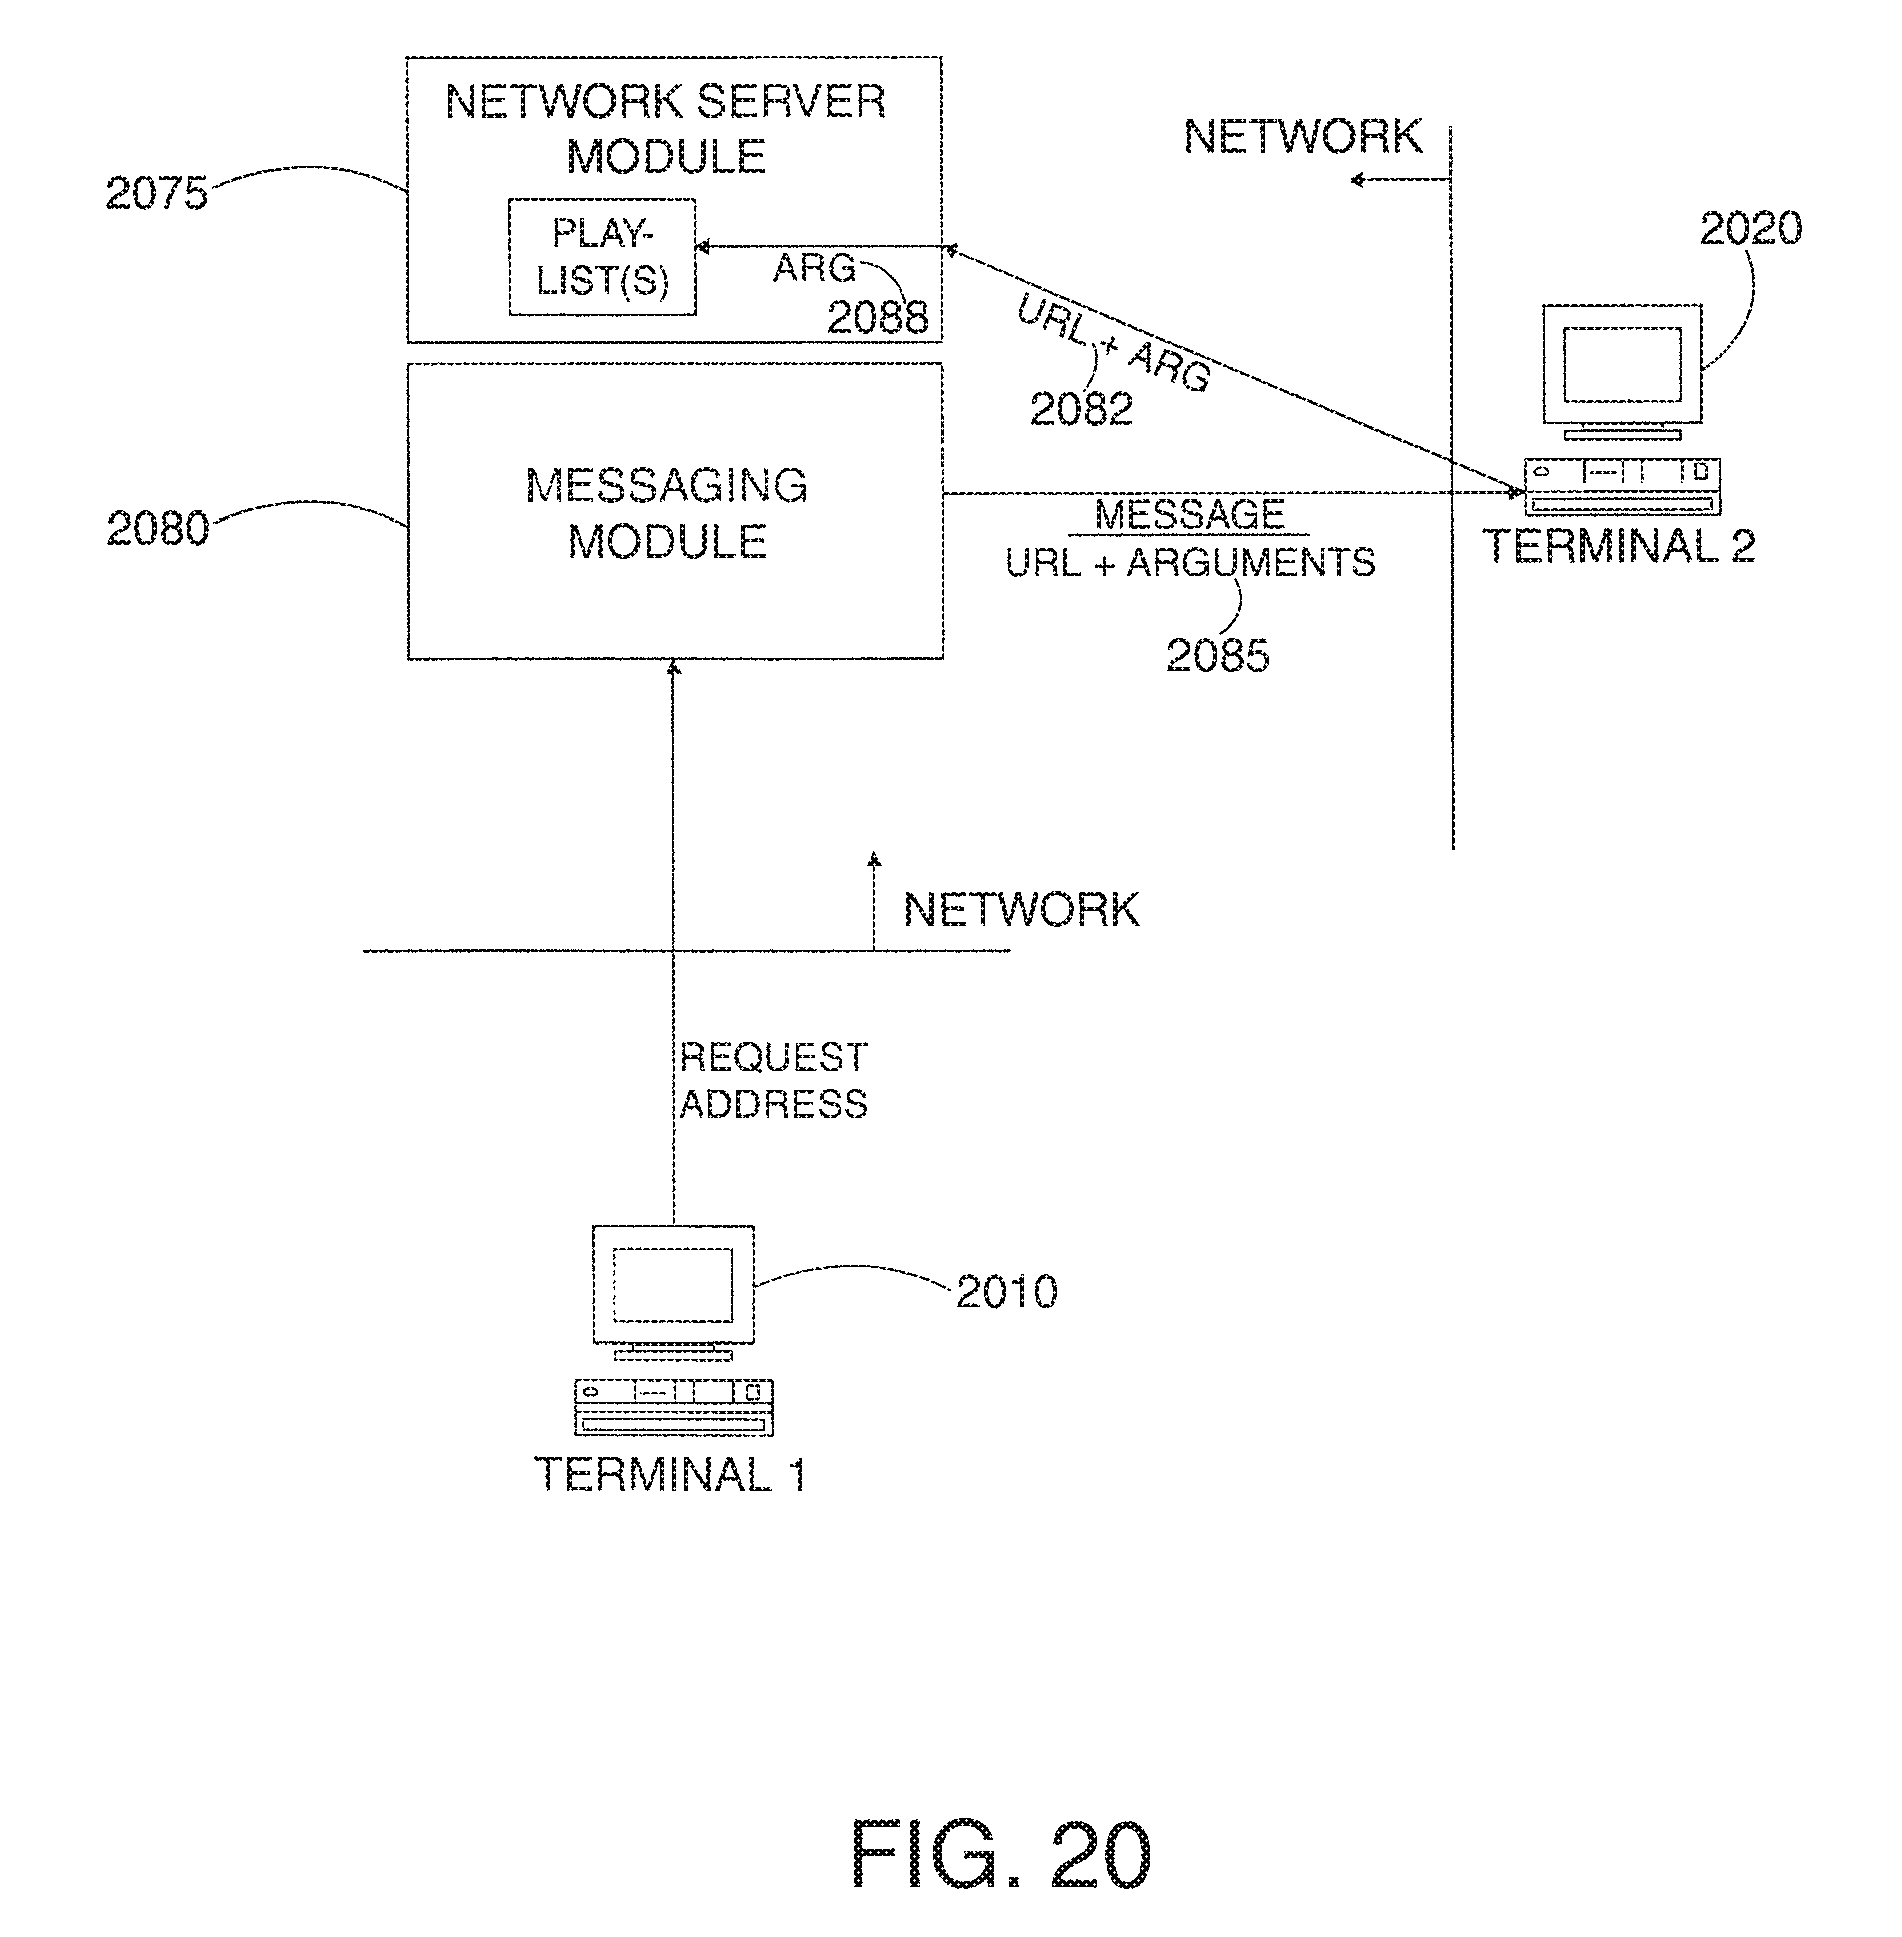 NETWORK SERVER
MODULE
2075
PLAY-
LIST(S)
ARG
2088
NETWORK
2020
URL + ARG
2082
MESSAGING
MODULE
2080
MESSAGE
URL + ARGUMENTS
2085
TERMINAL 2
NETWORK
REQUEST
ADDRESS
2010
TERMINAL 1
FIG. 20